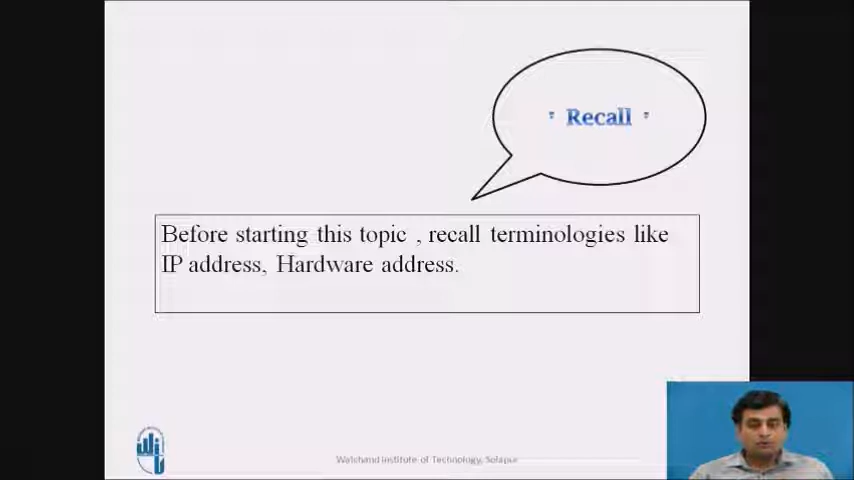 Recall
Before starting this topic , recall terminologies like
IP address, Hardware address.
Walchand Institute of Technology, Solapur